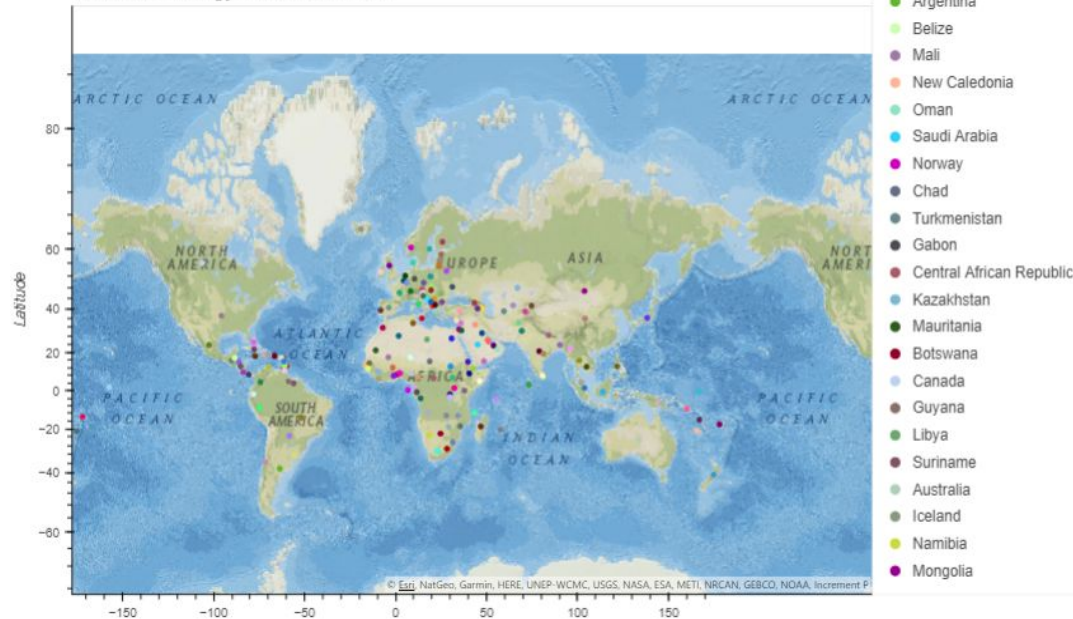 Argentina
Belize
Mali
New Caledonia
Oman
Saudi Arabia
Norway
Chad
Turkmenistan
Gabon
Central African Republic
Kazakhstan
Mauritania
Botswana
Canada
Guyana
Libya
Suriname
Australia
Iceland
Namibia
Mongolia
ARCTIC OCEAN
ARCTIC OCEAN
80
60
40
20
0
−20
−40
−60
Latitude
NORTH
AMERICA
UROPE
ASIA
NORT
AMERI
ATLANTIC
OCEAN
AFRICA
PACIFIC
OCEAN
SOUTH
AMERICA
INDIAN
OCEAN
PACIFIC
OCEAN
© Esri, NatGeo, Garmin, HERE, UNEP-WCMC, USGS, NASA, ESA, METI, NRCAN, GEBCO, NOAA, Increment P
−150
−100
−50
0
50
100
150